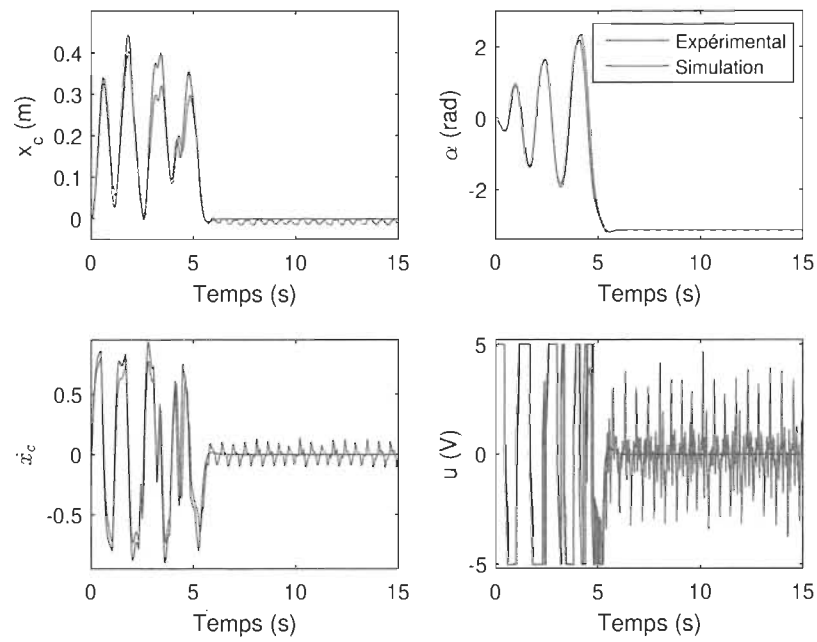 0.4
0.3
0.2
0.1
0
x_c (m)
0 5 10 15
Temps (s)
2
0
-2
α (rad)
Expérimental
Simulation
0 5 10 15
Temps (s)
0.5
0
-0.5
ẋ_c
0 5 10 15
Temps (s)
5
0
-5
u (V)
0 5 10 15
Temps (s)